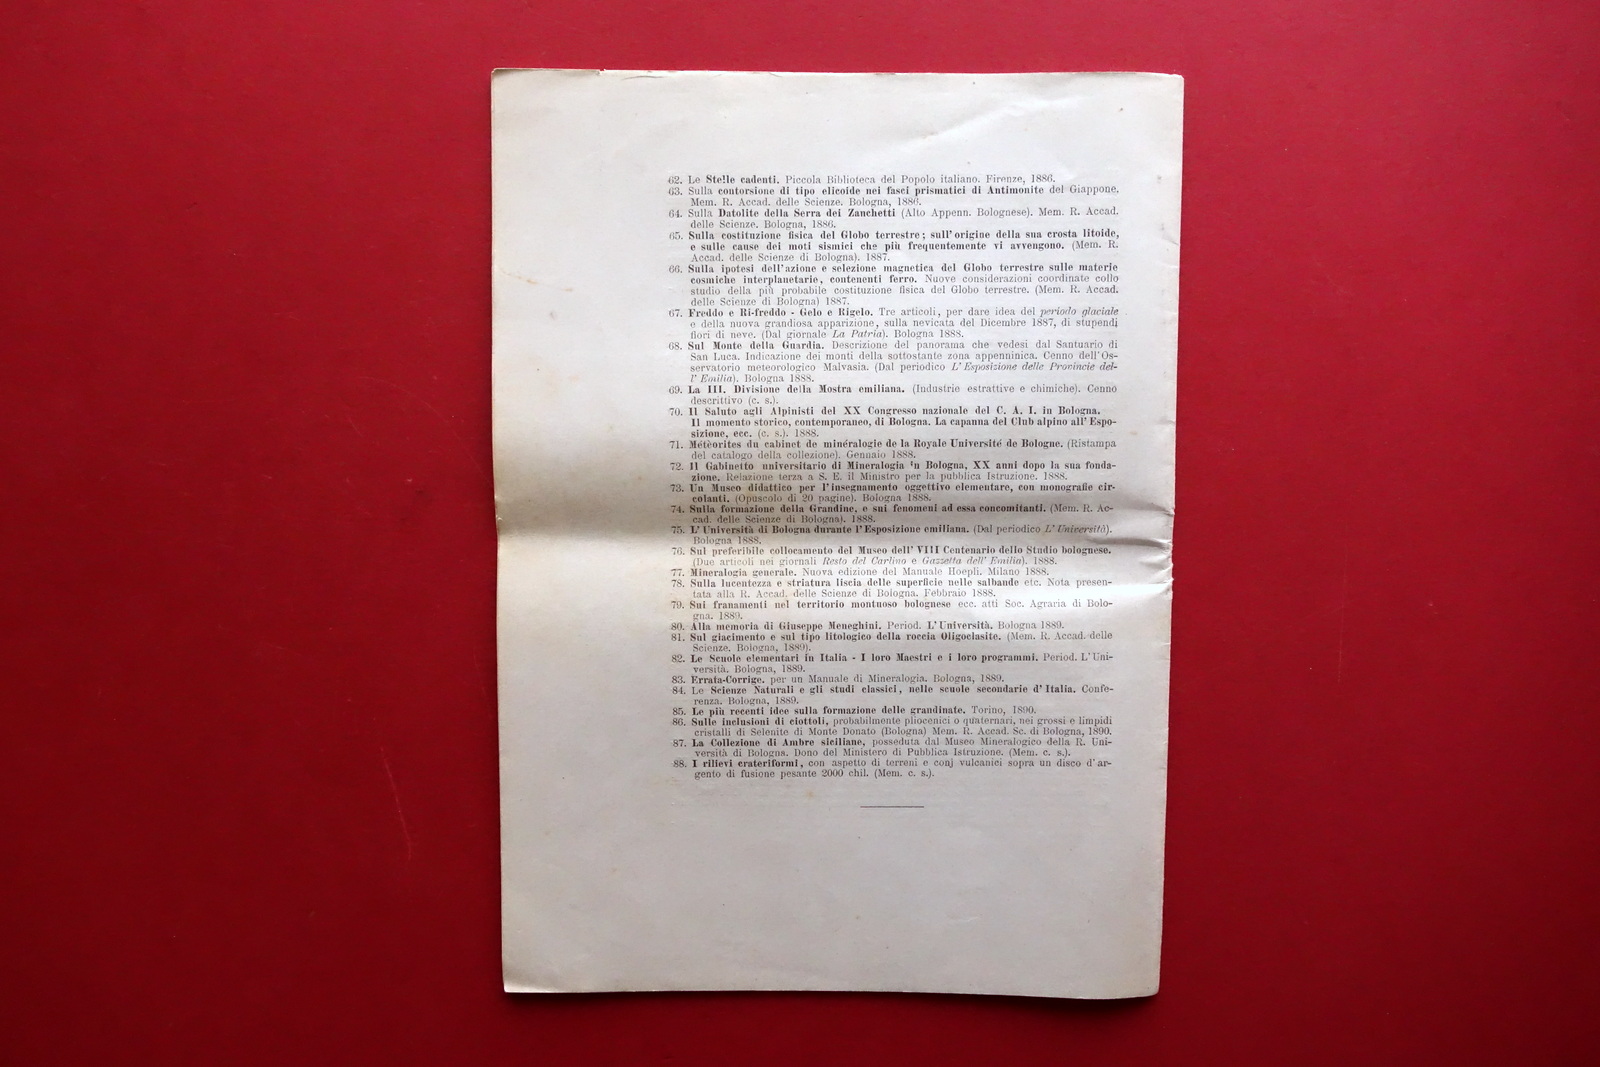 62. Le Stelle cadenti. Piccola Biblioteca del Popolo italiano. Firenze, 1886.
63. Sulla contorsione di tipo elicoide nei fasci prismatici di Antimonite del Giappone.
Mem. R. Accad. delle Scienze. Bologna, 1886.
64. Sulla Datolite della Serra dei Zanchetti (Alto Appenn. Bolognese). Mem. R. Accad.
delle Scienze. Bologna, 1886.
65. Sulla costituzione fisica del Globo terrestre; sull'origine della sua crosta litoide,
e sulle cause dei moti sismici che più frequentemente vi avvengono. (Mem. R.
Accad. delle Scienze di Bologna). 1887.
66. Sulla ipotesi dell'azione e selezione magnetica del Globo terrestre sulle materie
cosmiche interplanetarie, contenenti ferro. Nuove considerazioni coordinate collo
studio della più probabile costituzione fisica del Globo terrestre. (Mem. R. Accad.
delle Scienze di Bologna) 1887.
67. Freddo e Ri-freddo - Gelo e Rigelo. Tre articoli, per dare idea del periodo glaciale
e della nuova grandiosa apparizione, sulla nevicata del Dicembre 1887, di stupendi
fiori di neve. (Dal giornale La Patria). Bologna 1888.
68. Sul Monte della Guardia. Descrizione del panorama che vedesi dal Santuario di
San Luca. Indicazione dei monti della sottostante zona appenninica. Cenno dell'Os-
servatorio meteorologico Malvasia. (Dal periodico L'Esposizione delle Provincie del-
l'Emilia). Bologna 1888.
69. La III. Divisione della Mostra emiliana. (Industrie estrattive e chimiche). Cenno
descrittivo (c. s.).
70. Il Saluto agli Alpinisti del XX Congresso nazionale del C. A. I. in Bologna.
Il momento storico, contemporaneo, di Bologna. La capanna del Club alpino all'Espo-
sizione, ecc. (c. s.). 1888.
71. Météorites du cabinet de minéralogie de la Royale Université de Bologne. (Ristampa
del catalogo della collezione). Gennaio 1888.
72. Il Gabinetto universitario di Mineralogia in Bologna, XX anni dopo la sua fonda-
zione. Relazione terza a S. E. il Ministro per la pubblica Istruzione. 1888.
73. Un Museo didattico per l'insegnamento oggettivo elementare, con monografie cir-
colanti. (Opuscolo di 20 pagine). Bologna 1888.
74. Sulla formazione della Grandine, e sui fenomeni ad essa concomitanti. (Mem. R. Ac-
cad. delle Scienze di Bologna). 1888.
75. L'Università di Bologna durante l'Esposizione emiliana. (Dal periodico L'Università).
Bologna 1888.
76. Sul preferibile collocamento del Museo dell'VIII Centenario dello Studio bolognese.
(Due articoli nei giornali Resto del Carlino e Gazzetta dell'Emilia). 1888.
77. Mineralogia generale. Nuova edizione del Manuale Hoepli. Milano 1888.
78. Sulla lucentezza e striatura liscia delle superficie nelle salbande etc. Nota presen-
tata alla R. Accad. delle Scienze di Bologna. Febbraio 1888.
79. Sui franamenti nel territorio montuoso bolognese ecc. atti Soc. Agraria di Bolo-
gna. 1889.
80. Alla memoria di Giuseppe Meneghini. Period. L'Università. Bologna 1889.
81. Sul giacimento e sul tipo litologico della roccia Oligoclasite. (Mem. R. Accad. delle
Scienze. Bologna, 1889).
82. Le Scuole elementari in Italia - I loro Maestri e i loro programmi. Period. L'Uni-
versità. Bologna, 1889.
83. Errata-Corrige. per un Manuale di Mineralogia. Bologna, 1889.
84. Le Scienze Naturali e gli studi classici, nelle scuole secondarie d'Italia. Confe-
renza. Bologna, 1889.
85. Le più recenti idee sulla formazione delle grandinate. Torino, 1890.
86. Sulle inclusioni di ciottoli, probabilmente pliocenici o quaternari, nei grossi e limpidi
cristalli di Selenite di Monte Donato (Bologna) Mem. R. Accad. Sc. di Bologna, 1890.
87. La Collezione di Ambre siciliane, posseduta dal Museo Mineralogico della R. Uni-
versità di Bologna. Dono del Ministero di Pubblica Istruzione. (Mem. c. s.).
88. I rilievi crateriformi, con aspetto di terreni e conj vulcanici sopra un disco d'ar-
gento di fusione pesante 2000 chil. (Mem. c. s.).